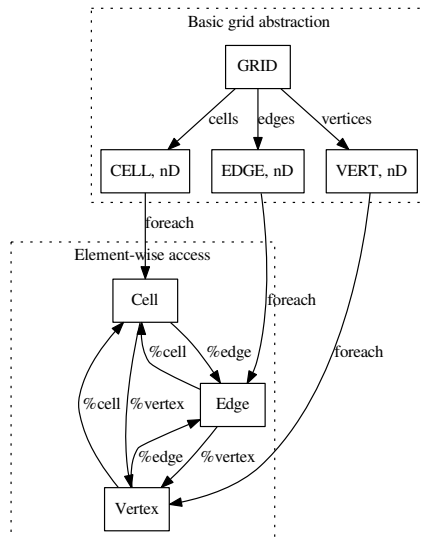 Basic grid abstraction
GRID
cells
edges
vertices
CELL, nD
EDGE, nD
VERT, nD
foreach
Element-wise access
Cell
foreach
foreach
%cell
%edge
%cell
%vertex
Edge
%edge
%vertex
Vertex